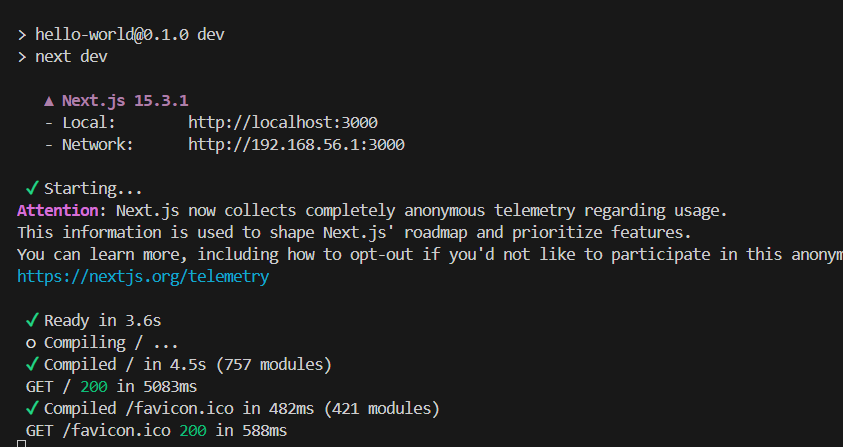 > hello-world@0.1.0 dev
> next dev
▲ Next.js 15.3.1
- Local: http://localhost:3000
- Network: http://192.168.56.1:3000
✓ Starting...
Attention: Next.js now collects completely anonymous telemetry regarding usage.
This information is used to shape Next.js' roadmap and prioritize features.
You can learn more, including how to opt-out if you'd not like to participate in this anonym
https://nextjs.org/telemetry
✓ Ready in 3.6s
○ Compiling / ...
✓ Compiled / in 4.5s (757 modules)
GET / 200 in 5083ms
✓ Compiled /favicon.ico in 482ms (421 modules)
GET /favicon.ico 200 in 588ms